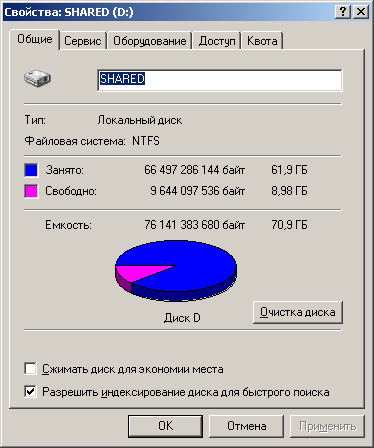 Свойства: SHARED (D:)
Общие Сервис Оборудование Доступ Квота
SHARED
Тип: Локальный диск
Файловая система: NTFS
Занято: 66 497 286 144 байт 61,9 ГБ
Свободно: 9 644 097 536 байт 8,98 ГБ
Емкость: 76 141 383 680 байт 70,9 ГБ
Диск D
Очистка диска
Сжимать диск для экономии места
Разрешить индексирование диска для быстрого поиска
OK Отмена Применить